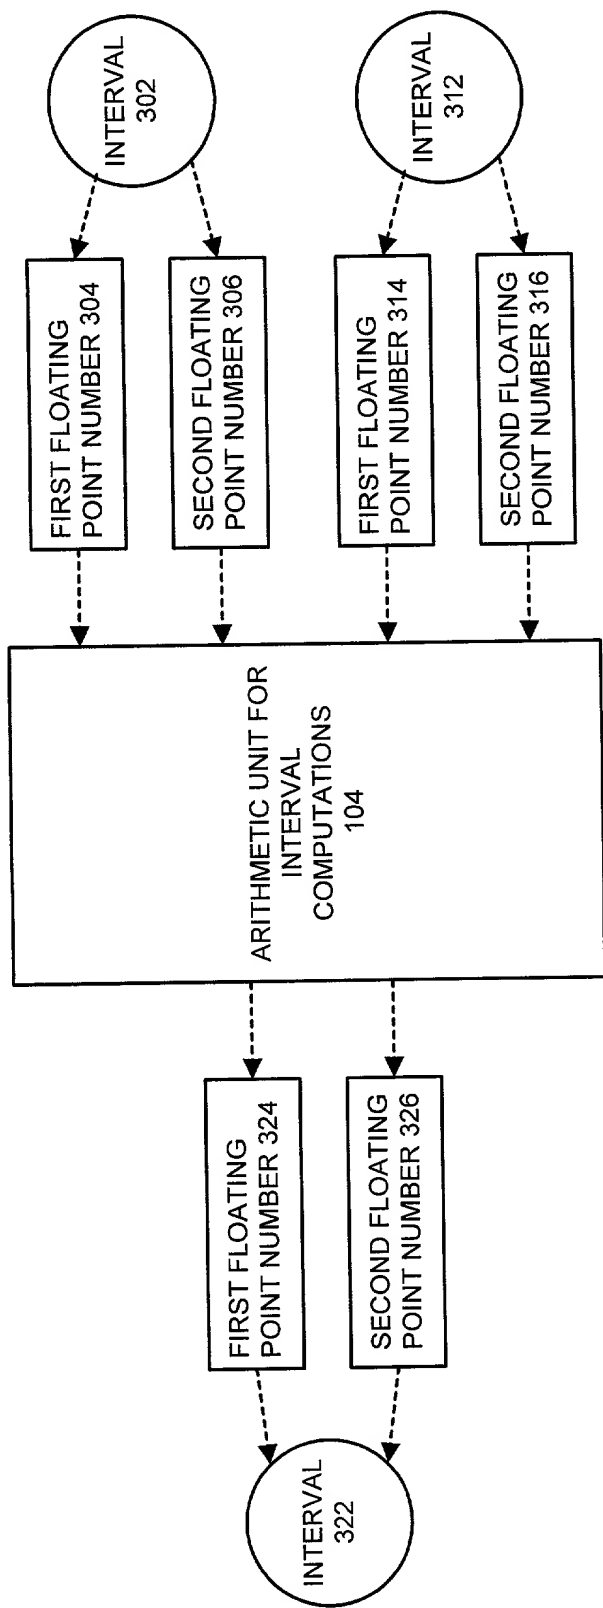 INTERVAL
322
FIRST FLOATING
POINT NUMBER 324
SECOND FLOATING
POINT NUMBER 326
ARITHMETIC UNIT FOR
INTERVAL
COMPUTATIONS
104
FIRST FLOATING
POINT NUMBER 304
SECOND FLOATING
POINT NUMBER 306
FIRST FLOATING
POINT NUMBER 314
SECOND FLOATING
POINT NUMBER 316
INTERVAL
302
INTERVAL
312